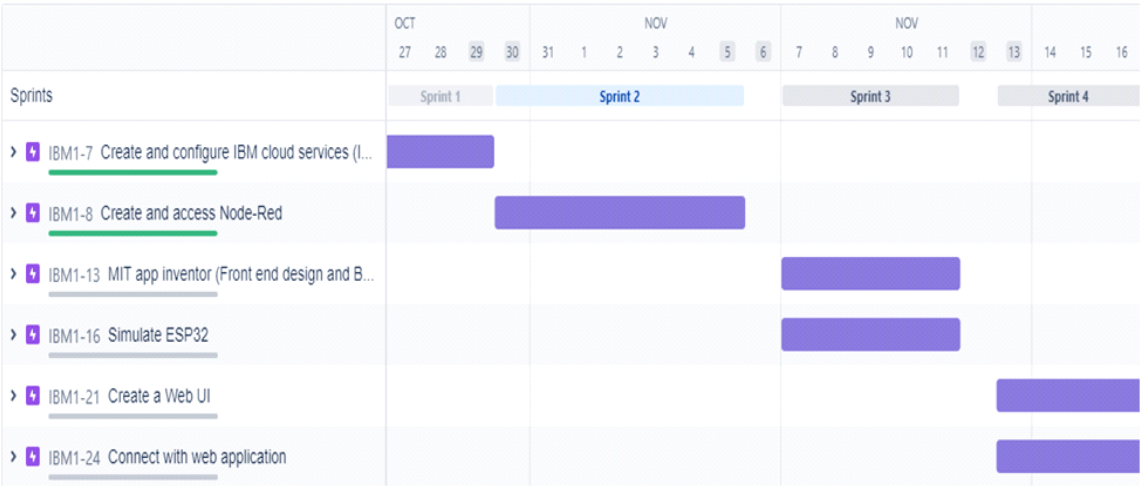 OCT NOV NOV
27 28 29 30 31 1 2 3 4 5 6 7 8 9 10 11 12 13 14 15 16
Sprints Sprint 1 Sprint 2 Sprint 3 Sprint 4
IBM1-7 Create and configure IBM cloud services (I...
IBM1-8 Create and access Node-Red
IBM1-13 MIT app inventor (Front end design and B...
IBM1-16 Simulate ESP32
IBM1-21 Create a Web UI
IBM1-24 Connect with web application